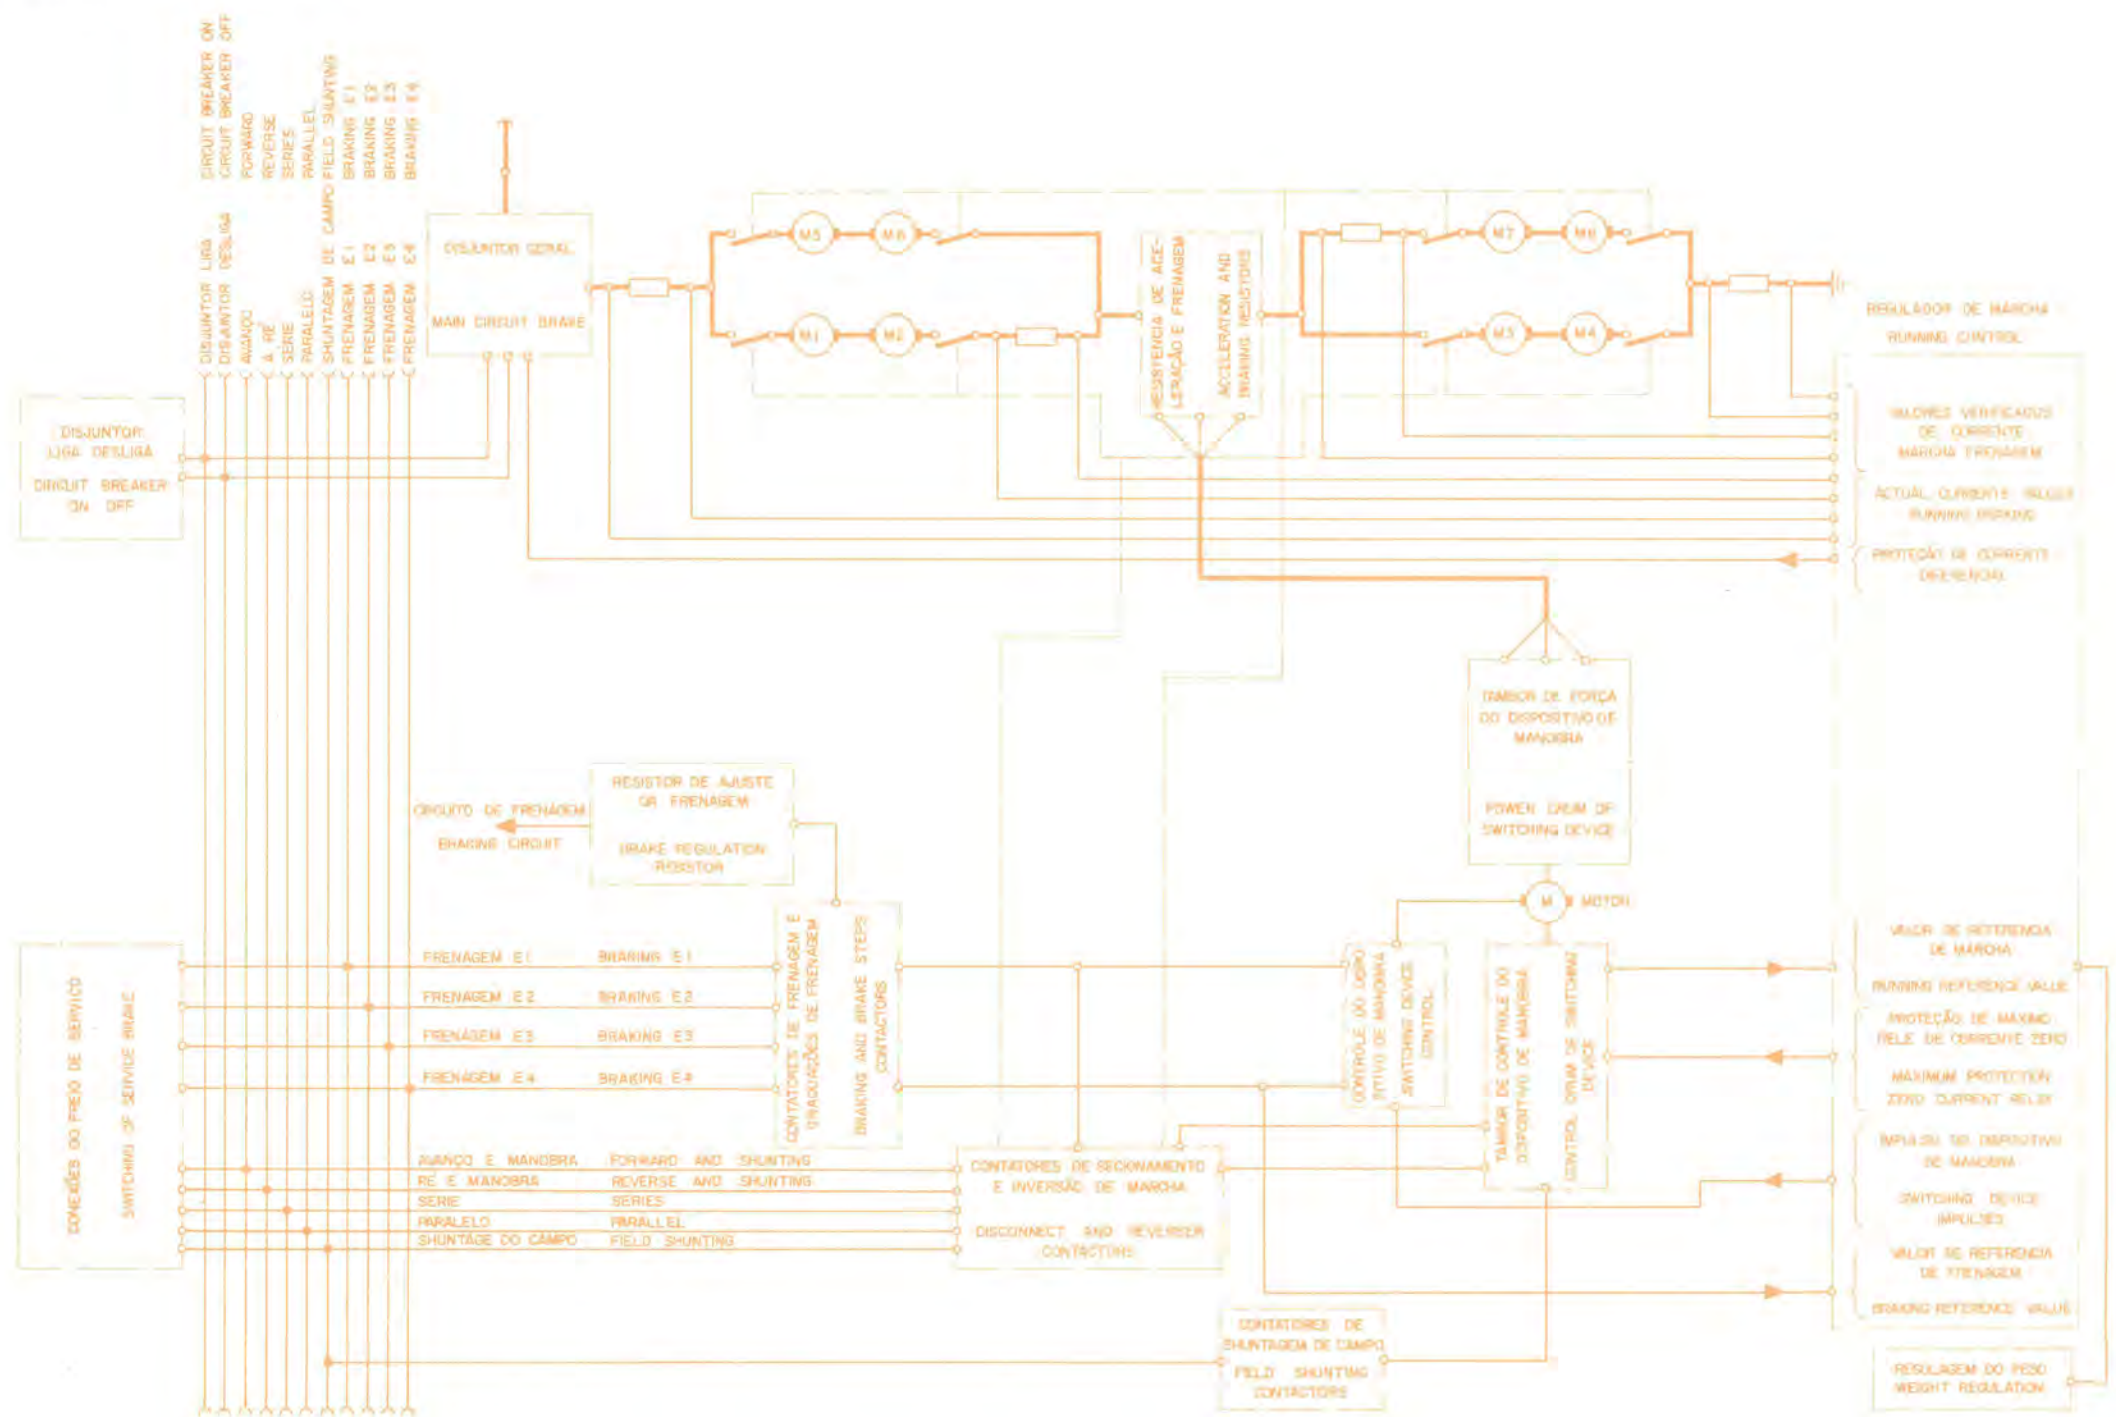 CIRCUIT BREAKER ON
CIRCUIT BREAKER OFF
FORWARD
REVERSE
SERIES
PARALLEL
FIELD SHUNTING
BRAKING E1
BRAKING E2
BRAKING E3
BRAKING E4
DISJUNTOR LIGA
DISJUNTOR DESLIGA
AVANÇO
A RÉ
SÉRIE
PARALELO
SHUNTAGEM DE CAMPO
FRENAGEM E1
FRENAGEM E2
FRENAGEM E3
FRENAGEM E4
DISJUNTOR GERAL
MAIN CIRCUIT BRAKE
M5
M6
M1
M2
RESISTENCIA DE ACE-
LERAÇÃO E FRENAGEM
ACCELERATION AND
BRAKING RESISTORS
M7
M8
M3
M4
REGULADOR DE MARCHA
RUNNING CONTROL
DISJUNTOR
LIGA DESLIGA
CIRCUIT BREAKER
ON OFF
VALORES VERIFICADOS
DE CORRENTE
MARCHA FRENAGEM
ACTUAL CURRENTS VALUES
RUNNING BRAKING
PROTEÇÃO DE CORRENTE
DIFERENCIAL
TAMBOR DE FORÇA
DO DISPOSITIVO DE
MANOBRA
POWER DRUM OF
SWITCHING DEVICE
M MOTOR
RESISTOR DE AJUSTE
DA FRENAGEM
BRAKE REGULATION
RESISTOR
CIRCUITO DE FRENAGEM
BRAKING CIRCUIT
CONEXÕES DO FREIO DE SERVICO
SWITCHING OF SERVICE BRAKE
FRENAGEM E1 BRAKING E1
FRENAGEM E2 BRAKING E2
FRENAGEM E3 BRAKING E3
FRENAGEM E4 BRAKING E4
CONTATORES DE FRENAGEM E
GRADUAÇÕES DE FRENAGEM
BRAKING AND BRAKE STEPS
CONTACTORS
CONTROLE DO DISPO
SITIVO DE MANOBRA
SWITCHING DEVICE
CONTROL
TAMBOR DE CONTROLE DO
DISPOSITIVO DE MANOBRA
CONTROL DRUM OF SWITCHING
DEVICE
VALOR DE REFERENCIA
DE MARCHA
RUNNING REFERENCE VALUE
PROTEÇÃO DE MÁXIMO
RELE DE CORRENTE ZERO
MAXIMUM PROTECTION
ZERO CURRENT RELAY
IMPULSO DO DISPOSITIVO
DE MANOBRA
SWITCHING DEVICE
IMPULSES
VALOR DE REFERENCIA
DE FRENAGEM
BRAKING REFERENCE VALUE
AVANÇO E MANOBRA FORWARD AND SHUNTING
RE E MANOBRA REVERSE AND SHUNTING
SERIE SERIES
PARALELO PARALLEL
SHUNTAGE DO CAMPO FIELD SHUNTING
CONTATORES DE SECIONAMENTO
E INVERSÃO DE MARCHA
DISCONNECT AND REVERSER
CONTACTORS
CONTATORES DE
SHUNTAGEM DE CAMPO
FIELD SHUNTING
CONTACTORS
REGULAGEM DO PESO
WEIGHT REGULATION